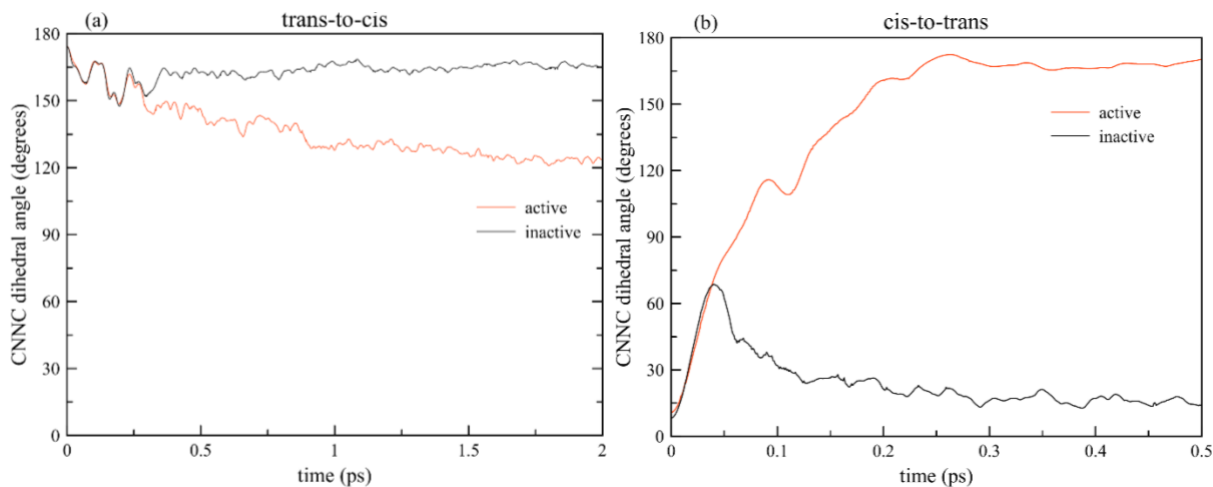 (a) trans-to-cis
180
150
120
90
60
30
0
CNNC dihedral angle (degrees)
active
inactive
0 0.5 1 1.5 2
time (ps)
(b) cis-to-trans
180
150
120
90
60
30
0
CNNC dihedral angle (degrees)
active
inactive
0 0.1 0.2 0.3 0.4 0.5
time (ps)